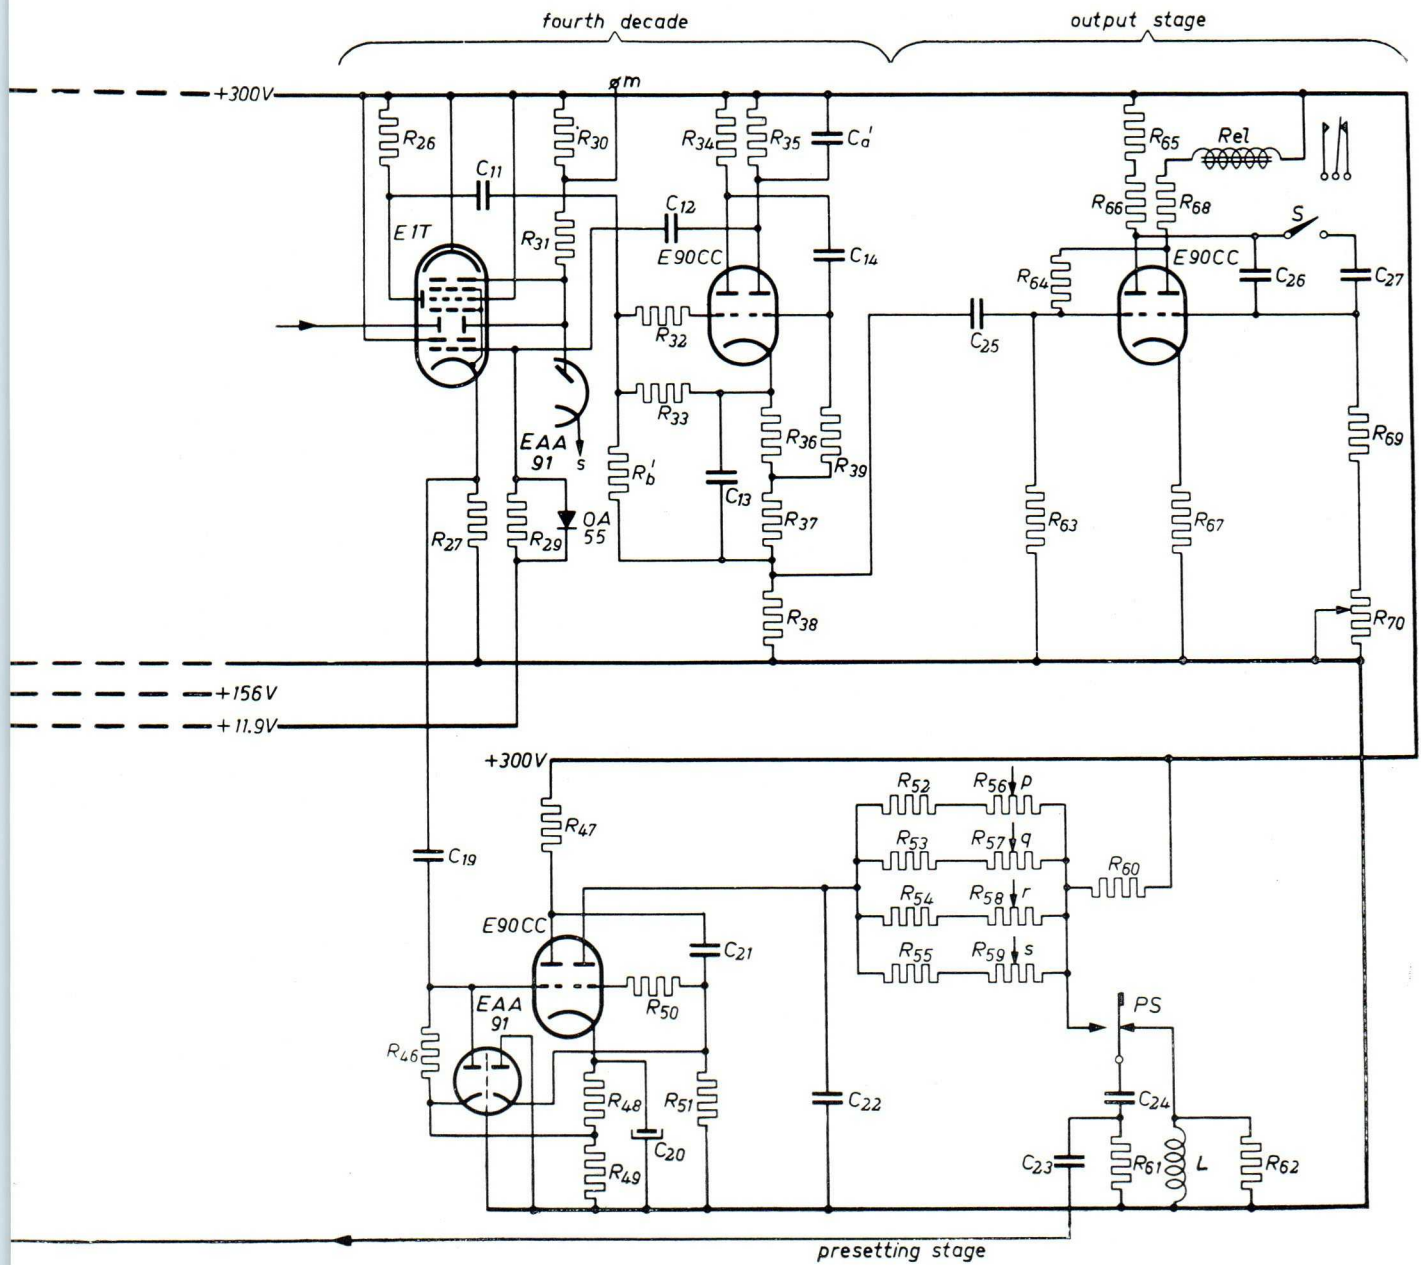 fourth decade
output stage
+300V
m
R26
R30
R34
R35
Ca'
R65
Rel
C11
R66
R68
E1T
R31
C12
E90CC
C14
S
E90CC
R64
C26
C27
R32
C25
R33
EAA
91
s
Rb'
C13
R36
R39
R69
R27
R29
OA
55
R37
R63
R67
R38
R70
+156V
+11.9V
+300V
R52
R56
p
R47
R53
R57
q
C19
R60
R54
R58
r
E90CC
C21
R55
R59
s
EAA
91
R50
PS
R46
R48
R51
C22
C24
C20
R49
C23
R61
L
R62
presetting stage